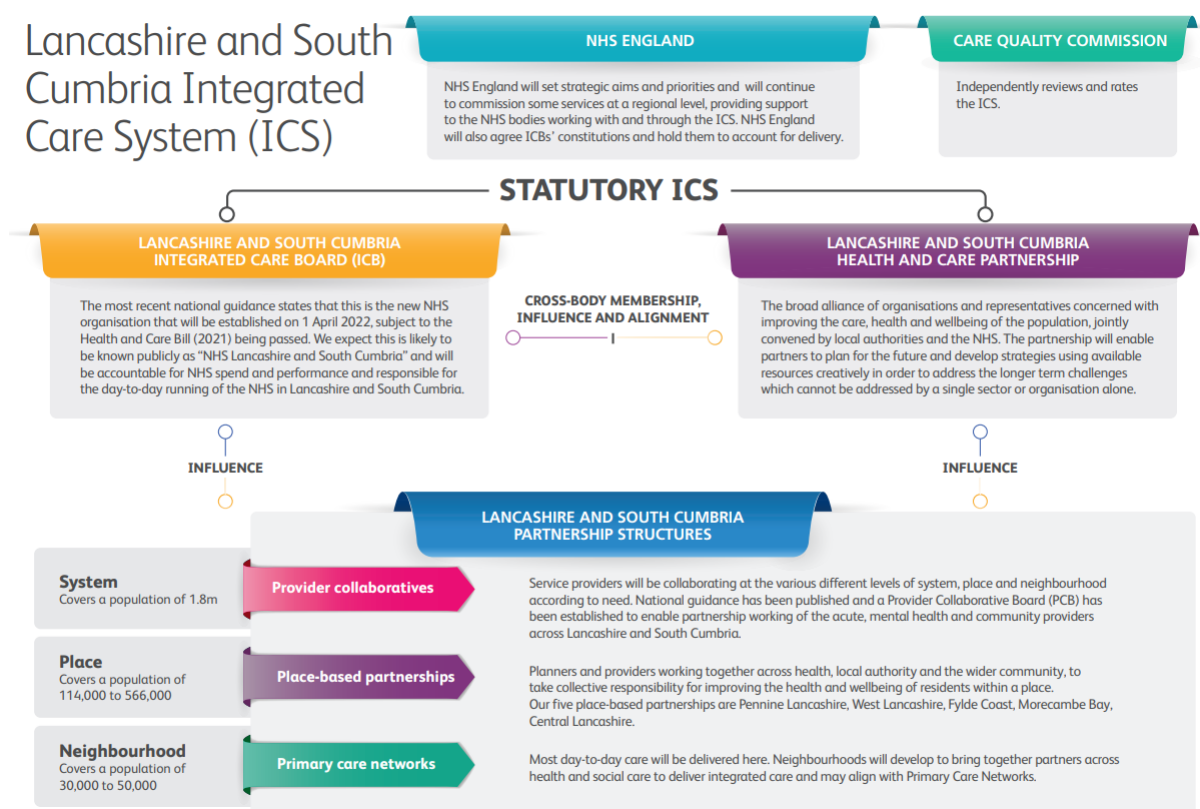 Lancashire and South
Cumbria Integrated
Care System (ICS)
NHS ENGLAND
NHS England will set strategic aims and priorities and will continue
to commission some services at a regional level, providing support
to the NHS bodies working with and through the ICS. NHS England
will also agree ICBs' constitutions and hold them to account for delivery.
CARE QUALITY COMMISSION
Independently reviews and rates
the ICS.
STATUTORY ICS
LANCASHIRE AND SOUTH CUMBRIA
INTEGRATED CARE BOARD (ICB)
The most recent national guidance states that this is the new NHS
organisation that will be established on 1 April 2022, subject to the
Health and Care Bill (2021) being passed. We expect this is likely to
be known publicly as “NHS Lancashire and South Cumbria” and will
be accountable for NHS spend and performance and responsible for
the day-to-day running of the NHS in Lancashire and South Cumbria.
CROSS-BODY MEMBERSHIP,
INFLUENCE AND ALIGNMENT
LANCASHIRE AND SOUTH CUMBRIA
HEALTH AND CARE PARTNERSHIP
The broad alliance of organisations and representatives concerned with
improving the care, health and wellbeing of the population, jointly
convened by local authorities and the NHS. The partnership will enable
partners to plan for the future and develop strategies using available
resources creatively in order to address the longer term challenges
which cannot be addressed by a single sector or organisation alone.
INFLUENCE
INFLUENCE
LANCASHIRE AND SOUTH CUMBRIA
PARTNERSHIP STRUCTURES
System
Covers a population of 1.8m
Provider collaboratives
Service providers will be collaborating at the various different levels of system, place and neighbourhood
according to need. National guidance has been published and a Provider Collaborative Board (PCB) has
been established to enable partnership working of the acute, mental health and community providers
across Lancashire and South Cumbria.
Place
Covers a population of
114,000 to 566,000
Place-based partnerships
Planners and providers working together across health, local authority and the wider community, to
take collective responsibility for improving the health and wellbeing of residents within a place.
Our five place-based partnerships are Pennine Lancashire, West Lancashire, Fylde Coast, Morecambe Bay,
Central Lancashire.
Neighbourhood
Covers a population of
30,000 to 50,000
Primary care networks
Most day-to-day care will be delivered here. Neighbourhoods will develop to bring together partners across
health and social care to deliver integrated care and may align with Primary Care Networks.